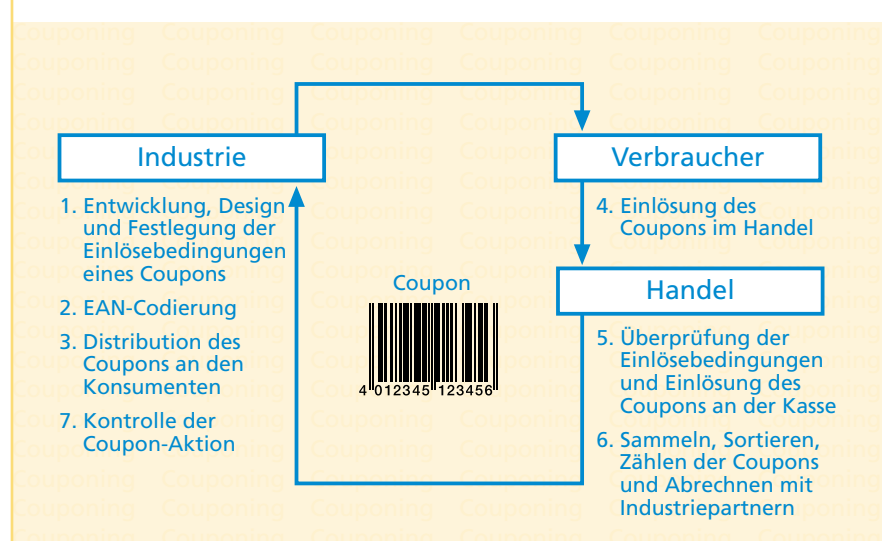 Industrie
1. Entwicklung, Design
und Festlegung der
Einlösebedingungen
eines Coupons
2. EAN-Codierung
3. Distribution des
Coupons an den
Konsumenten
7. Kontrolle der
Coupon-Aktion
Coupon
4 012345 123456
Verbraucher
4. Einlösung des
Coupons im Handel
Handel
5. Überprüfung der
Einlösebedingungen
und Einlösung des
Coupons an der Kasse
6. Sammeln, Sortieren,
Zählen der Coupons
und Abrechnen mit
Industriepartnern